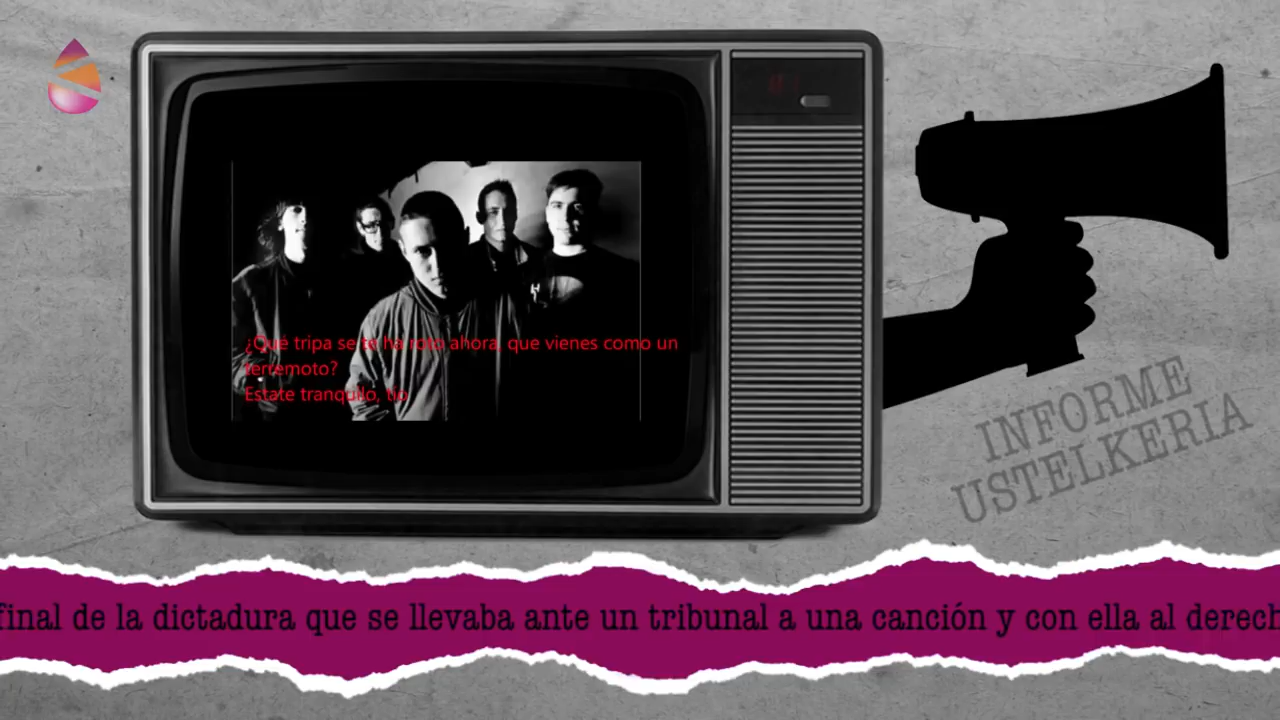 ¿Qué tripa se te ha roto ahora, que vienes como un
terremoto?
Estate tranquilo, tío
INFORME
USTELKERIA
final de la dictadura que se llevaba ante un tribunal a una canción y con ella al derech